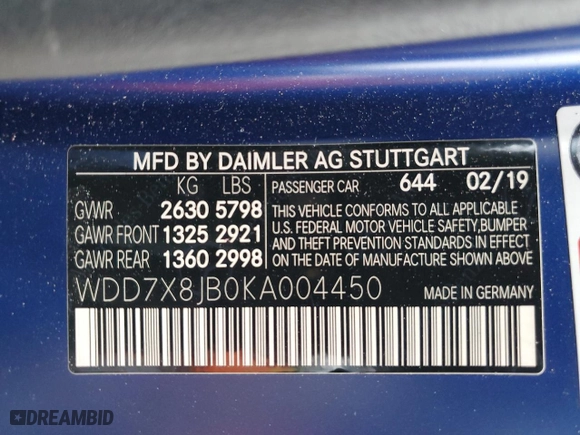 MFD BY DAIMLER AG STUTTGART
KG LBS PASSENGER CAR 644 02/19
GVWR 2630 5798 THIS VEHICLE CONFORMS TO ALL APPLICABLE
GAWR FRONT 1325 2921 U.S. FEDERAL MOTOR VEHICLE SAFETY,BUMPER
AND THEFT PREVENTION STANDARDS IN EFFECT
GAWR REAR 1360 2998 ON THE DATE OF MANUFACTURE SHOWN ABOVE
WDD7X8JB0KA004450 MADE IN GERMANY
DREAMBID